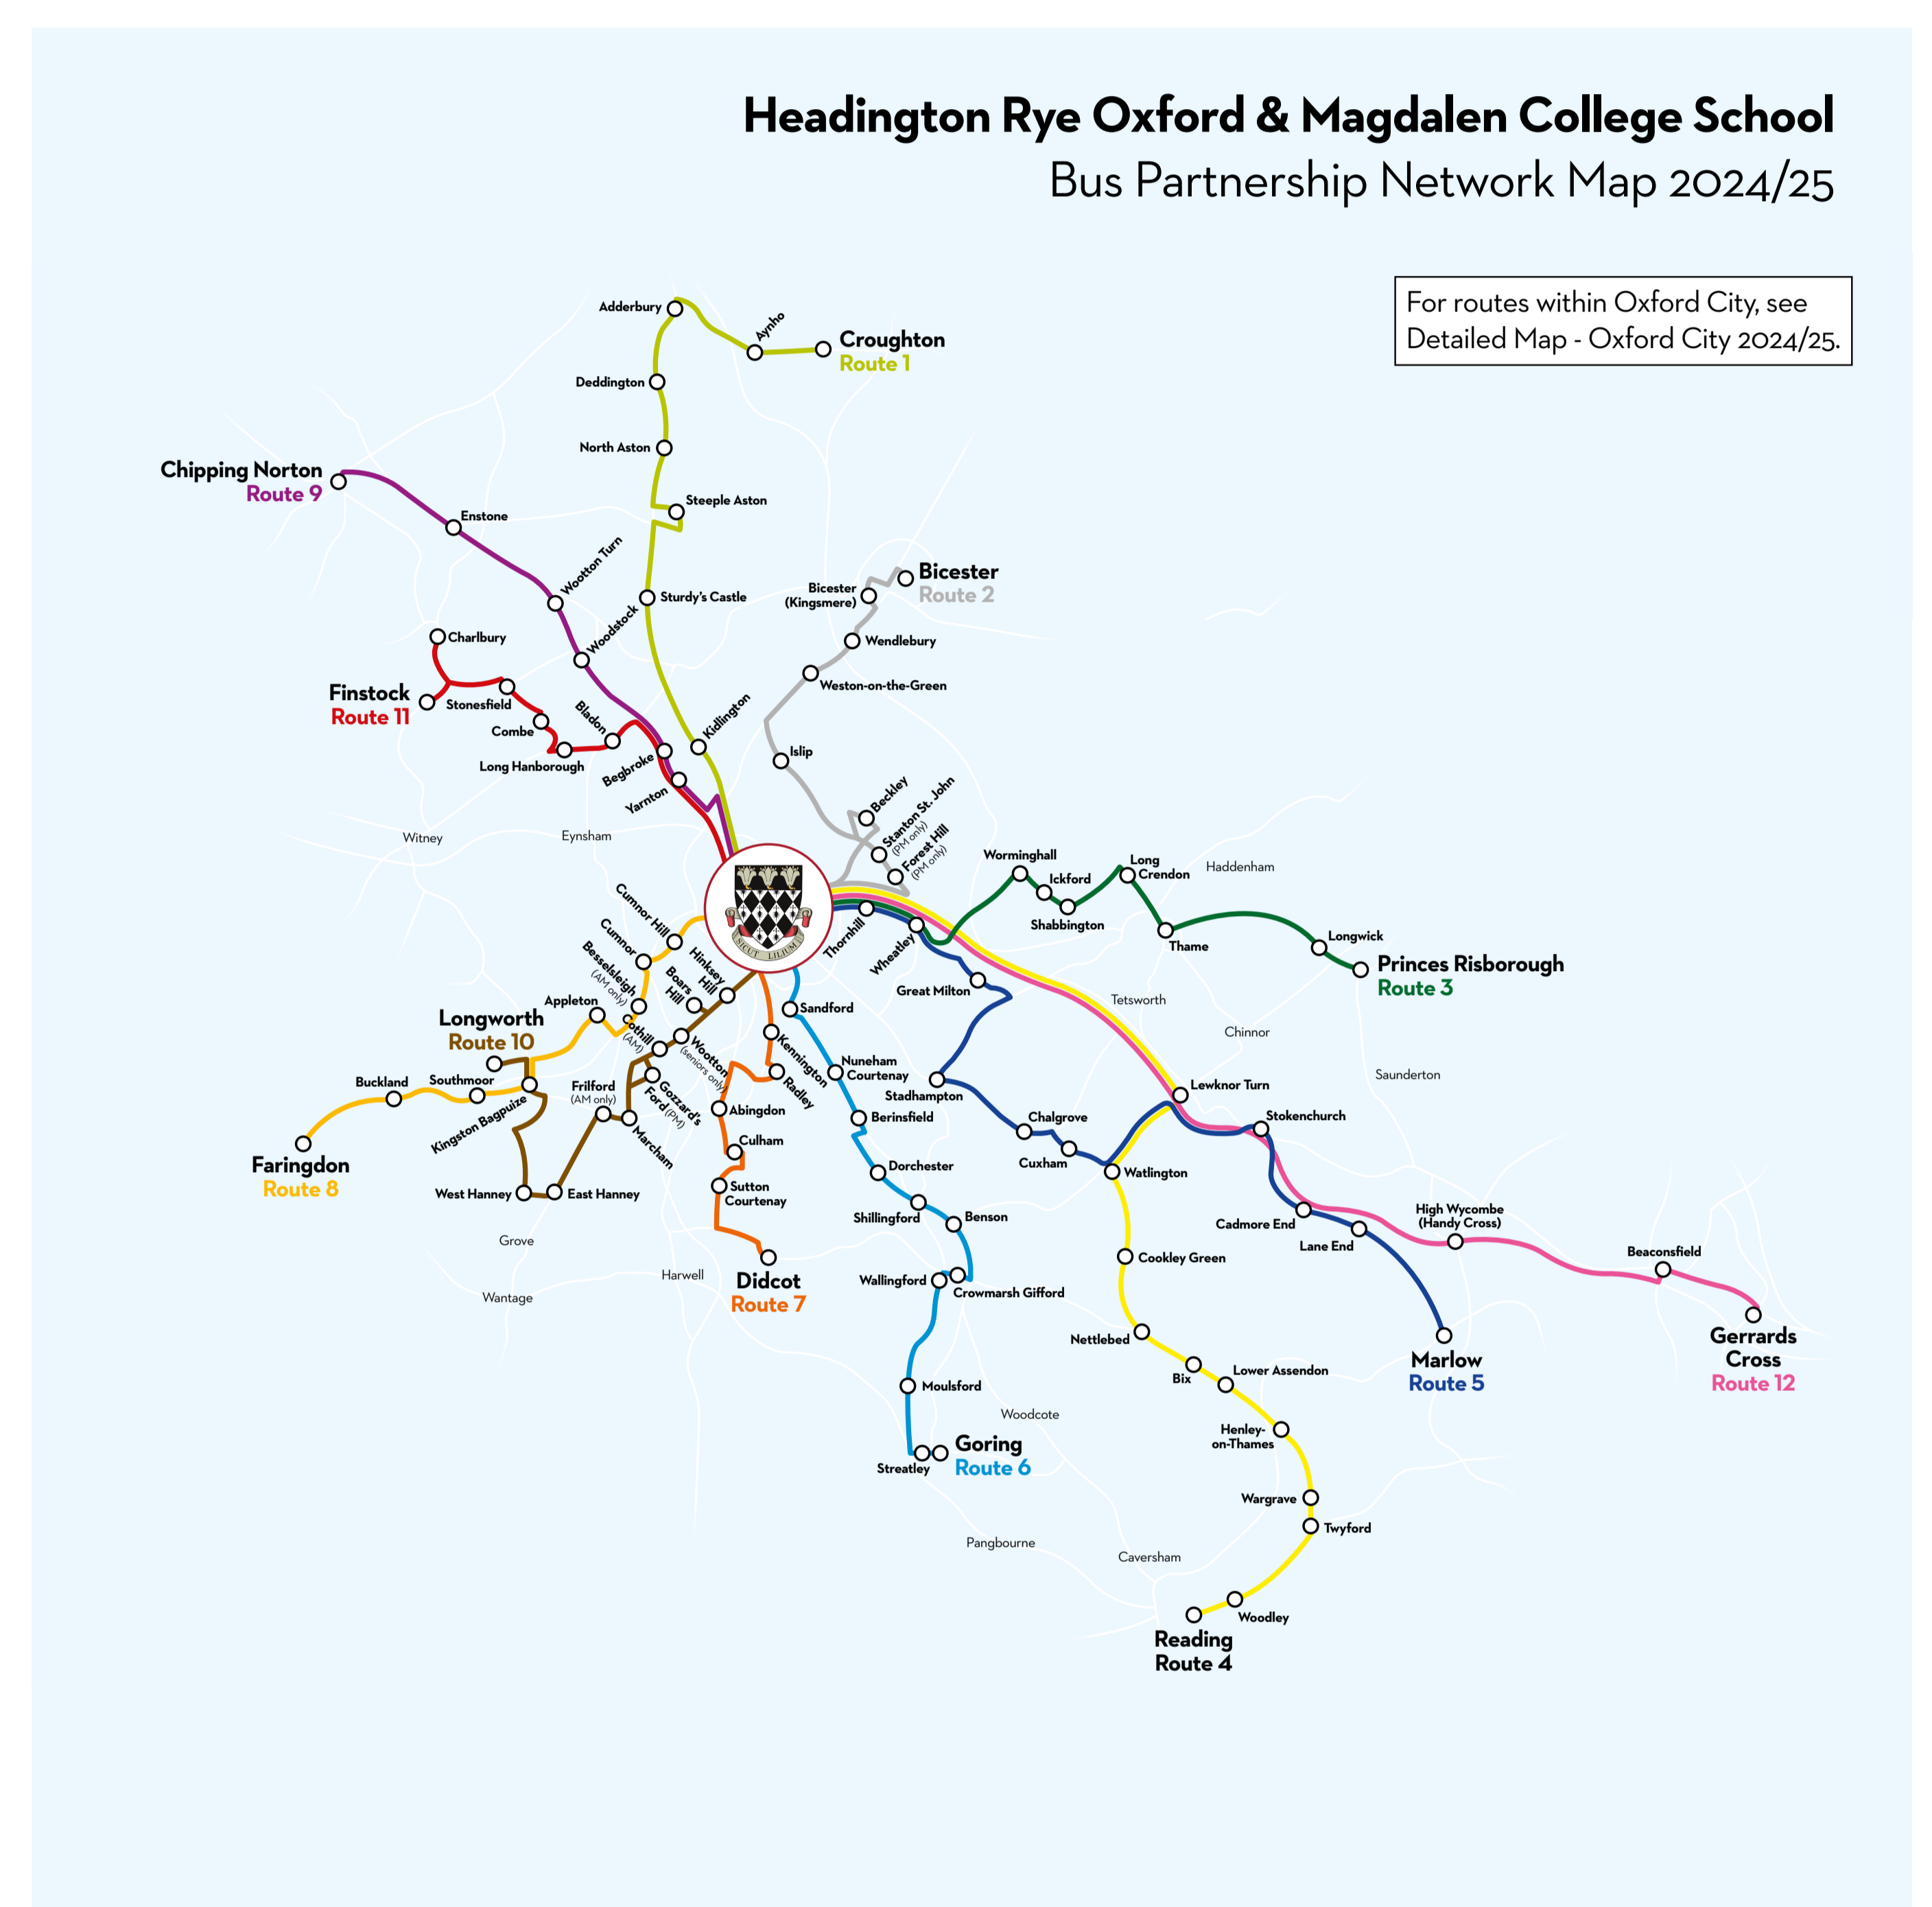 Headington Rye Oxford & Magdalen College School
Bus Partnership Network Map 2024/25
For routes within Oxford City, see
Detailed Map - Oxford City 2024/25.
Adderbury
Aynho
Croughton
Route 1
Deddington
North Aston
Steeple Aston
Sturdy's Castle
Kidlington
Chipping Norton
Route 9
Enstone
Wootton Turn
Woodstock
Begbroke
Yarnton
Bicester
Route 2
Bicester
(Kingsmere)
Wendlebury
Weston-on-the-Green
Islip
Beckley
Stanton St. John
(PM only)
Forest Hill
(PM only)
Charlbury
Finstock
Route 11
Stonesfield
Combe
Long Hanborough
Bladon
Witney
Eynsham
Worminghall
Ickford
Shabbington
Long
Crendon
Haddenham
Thame
Longwick
Princes Risborough
Route 3
Thornhill
Wheatley
Great Milton
Tetsworth
Chinnor
Saunderton
SICUT LILIUM
Cumnor Hill
Cumnor
Besselsleigh
(AM only)
Appleton
Hinksey
Hill
Boars
Hill
Cothill
(AM)
Wootton
(seniors only)
Gozzard's
Ford (PM)
Longworth
Route 10
Buckland
Southmoor
Kingston Bagpuize
Frilford
(AM only)
Marcham
West Hanney
East Hanney
Faringdon
Route 8
Grove
Wantage
Harwell
Sandford
Kennington
Radley
Abingdon
Culham
Sutton
Courtenay
Didcot
Route 7
Nuneham
Courtenay
Berinsfield
Dorchester
Shillingford
Benson
Wallingford
Crowmarsh Gifford
Moulsford
Streatley
Goring
Route 6
Stadhampton
Chalgrove
Cuxham
Watlington
Lewknor Turn
Stokenchurch
Cadmore End
Lane End
High Wycombe
(Handy Cross)
Beaconsfield
Gerrards
Cross
Route 12
Marlow
Route 5
Cookley Green
Nettlebed
Bix
Lower Assendon
Henley-
on-Thames
Wargrave
Twyford
Woodley
Reading
Route 4
Woodcote
Pangbourne
Caversham